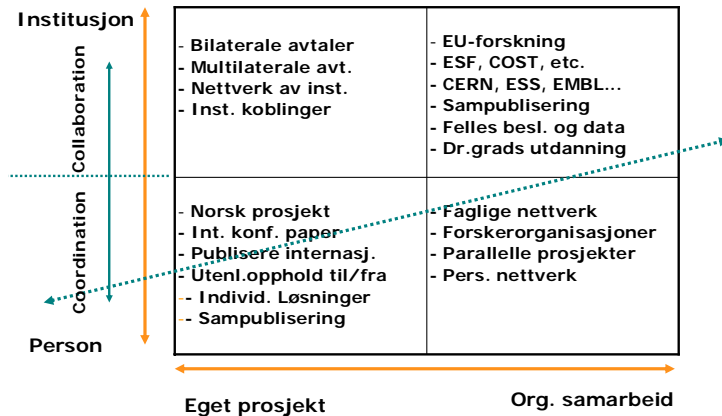 Institusjon
- Bilaterale avtaler
- Multilaterale avt.
- Nettverk av inst.
- Inst. koblinger
- EU-forskning
- ESF, COST, etc.
- CERN, ESS, EMBL...
- Sampublisering
- Felles besl. og data
- Dr.grads utdanning
Collaboration
Coordination
- Norsk prosjekt
- Int. konf. paper
- Publisere internasj.
- Utenl.opphold til/fra
-- Individ. Løsninger
-- Sampublisering
- Faglige nettverk
- Forskerorganisasjoner
- Parallelle prosjekter
- Pers. nettverk
Person
Eget prosjekt
Org. samarbeid